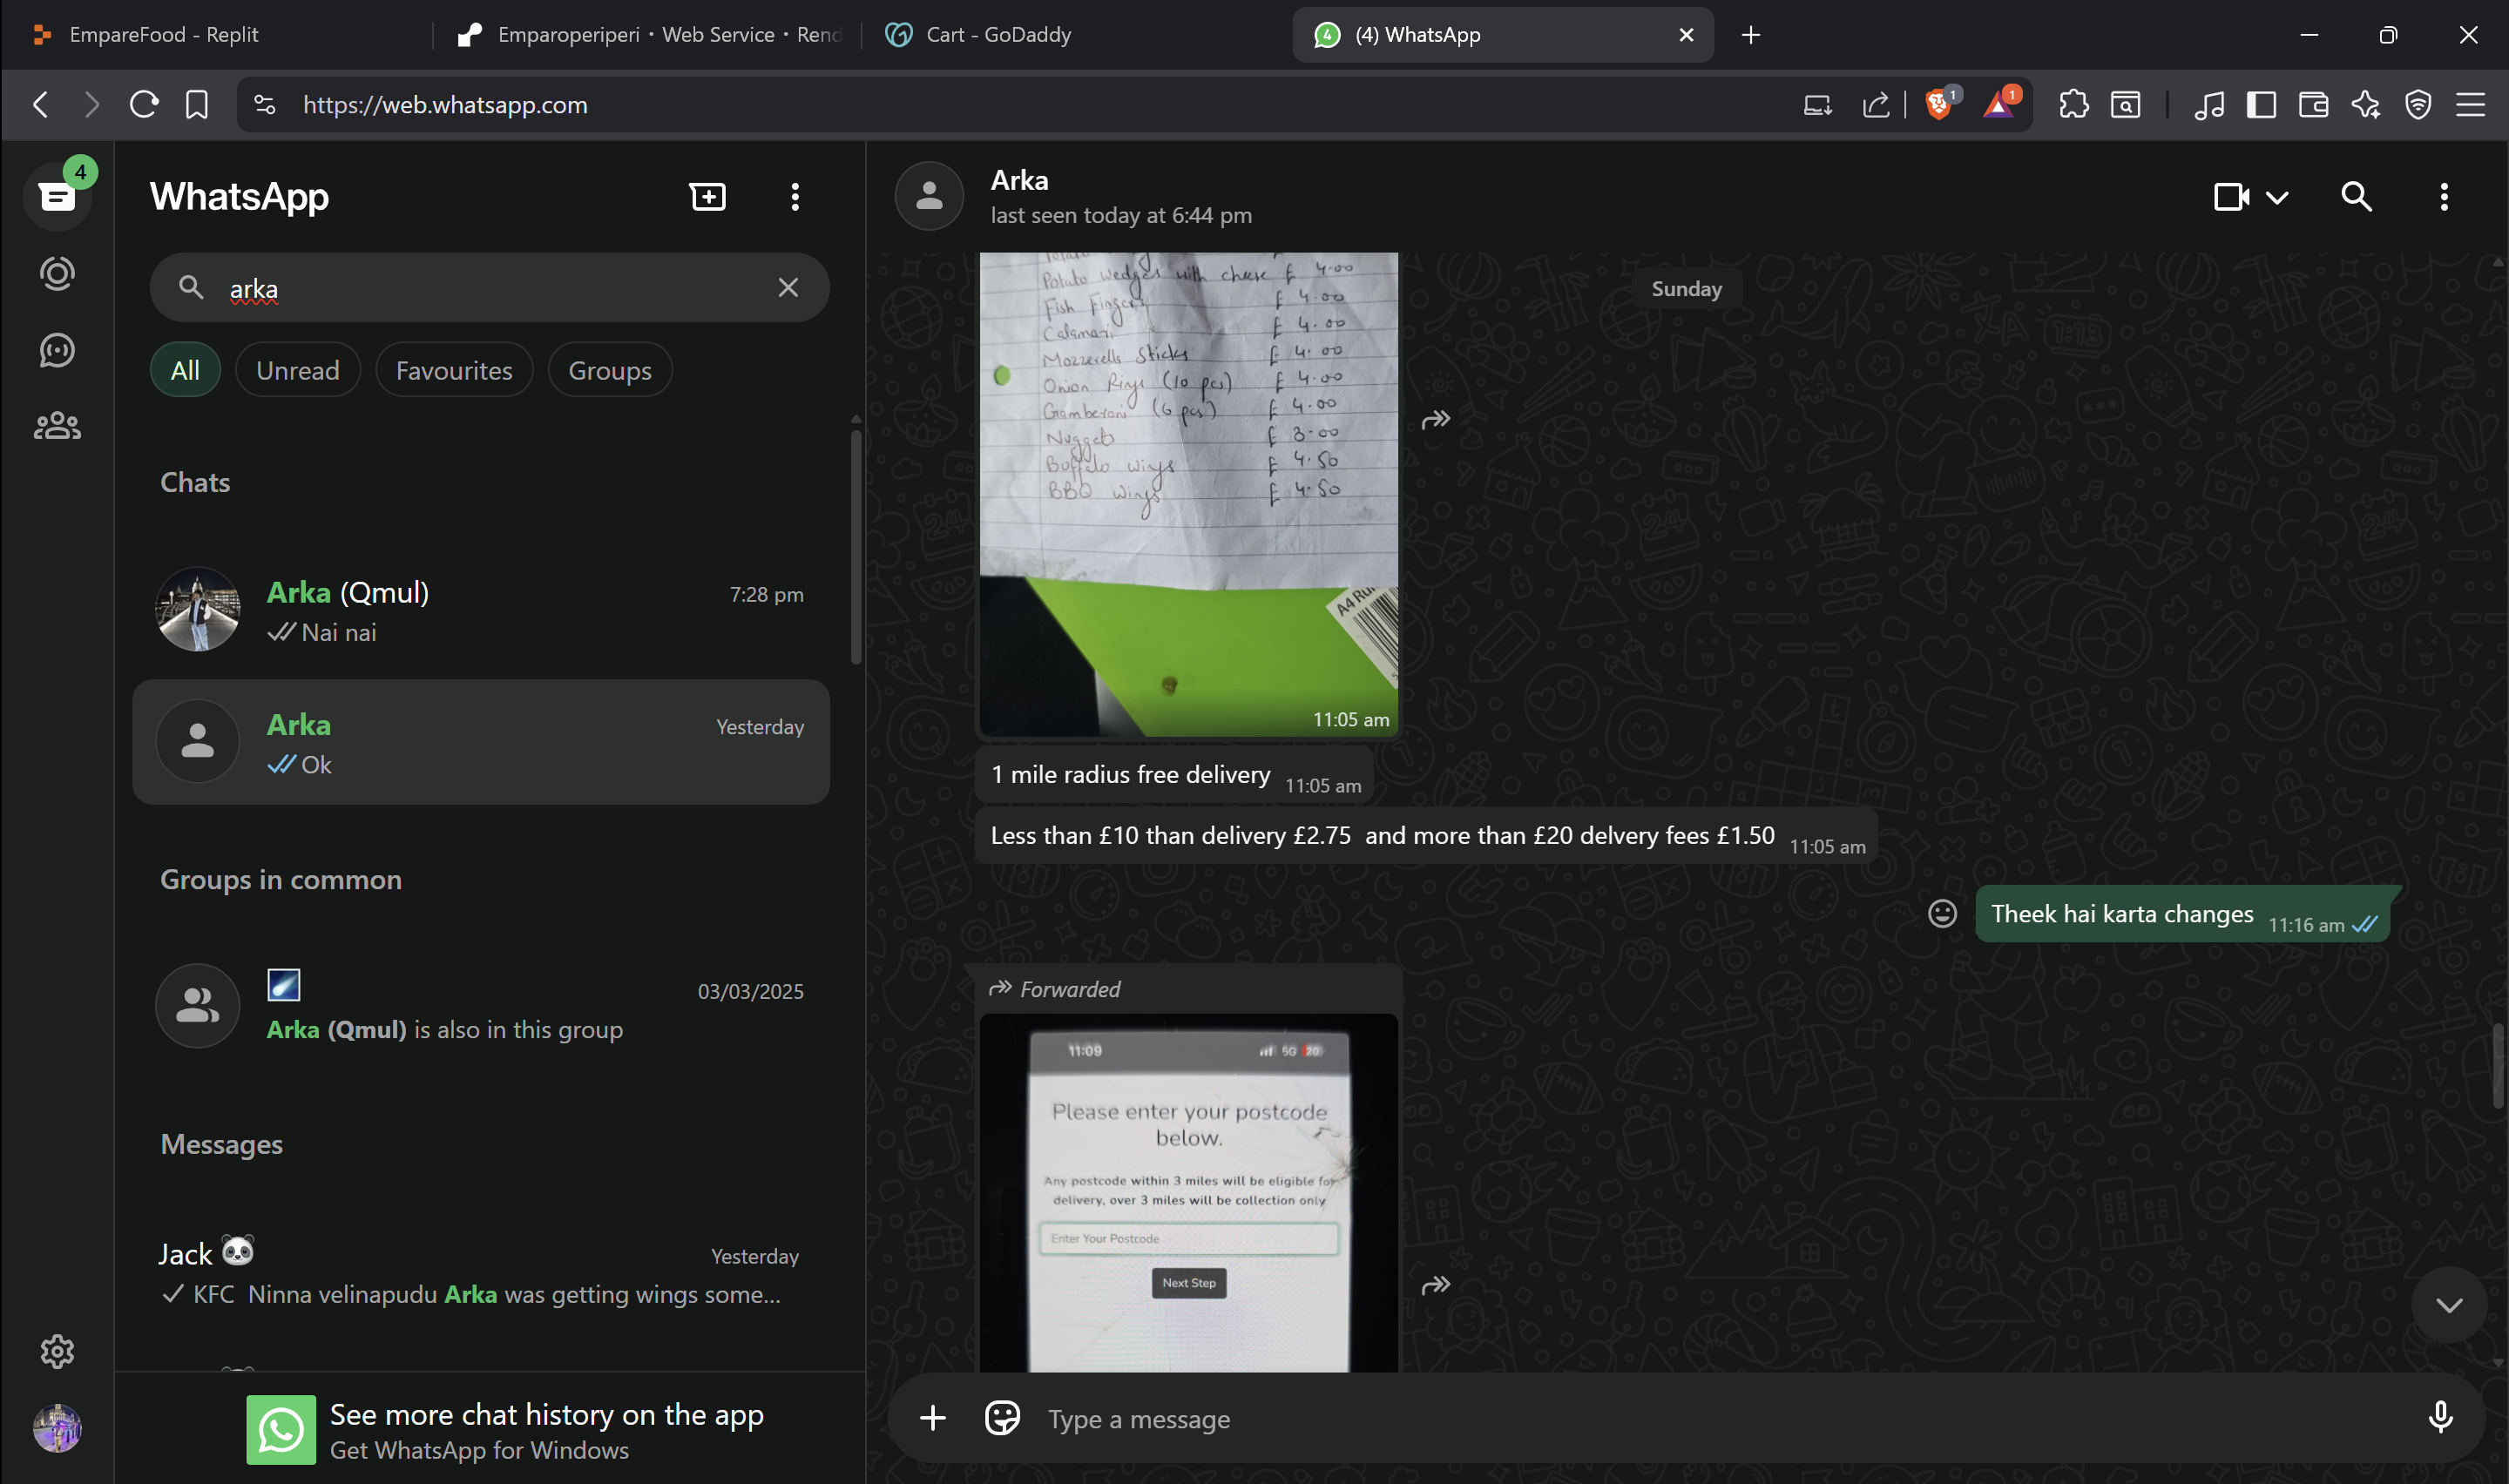 EmpareFood - Replit
Emparoperiperi • Web Service • Rend
Cart - GoDaddy
4
(4) WhatsApp
https://web.whatsapp.com
1
1
4
WhatsApp
arka
All
Unread
Favourites
Groups
Chats
Arka (Qmul)
7:28 pm
Nai nai
Arka
Yesterday
Ok
Groups in common
03/03/2025
Arka (Qmul) is also in this group
Messages
Jack
Yesterday
KFC Ninna velinapudu Arka was getting wings some...
See more chat history on the app
Get WhatsApp for Windows
Arka
last seen today at 6:44 pm
Sunday
Potato Wedges with cheese £ 4.00
Fish Fingers £ 4.00
Calamari £ 4.00
Mozzerella Sticks £ 4.00
Onion Rings (10 pcs) £ 4.00
Gamberoni (6 pcs) £ 4.00
Nuggets £ 3.00
Buffalo wings £ 4.50
BBQ wings £ 4.50
11:05 am
1 mile radius free delivery 11:05 am
Less than £10 than delivery £2.75 and more than £20 delvery fees £1.50 11:05 am
Theek hai karta changes 11:16 am
Forwarded
11:09
5G 20
Please enter your postcode
below.
Any postcode within 3 miles will be eligible for
delivery, over 3 miles will be collection only
Enter Your Postcode
Next Step
Type a message